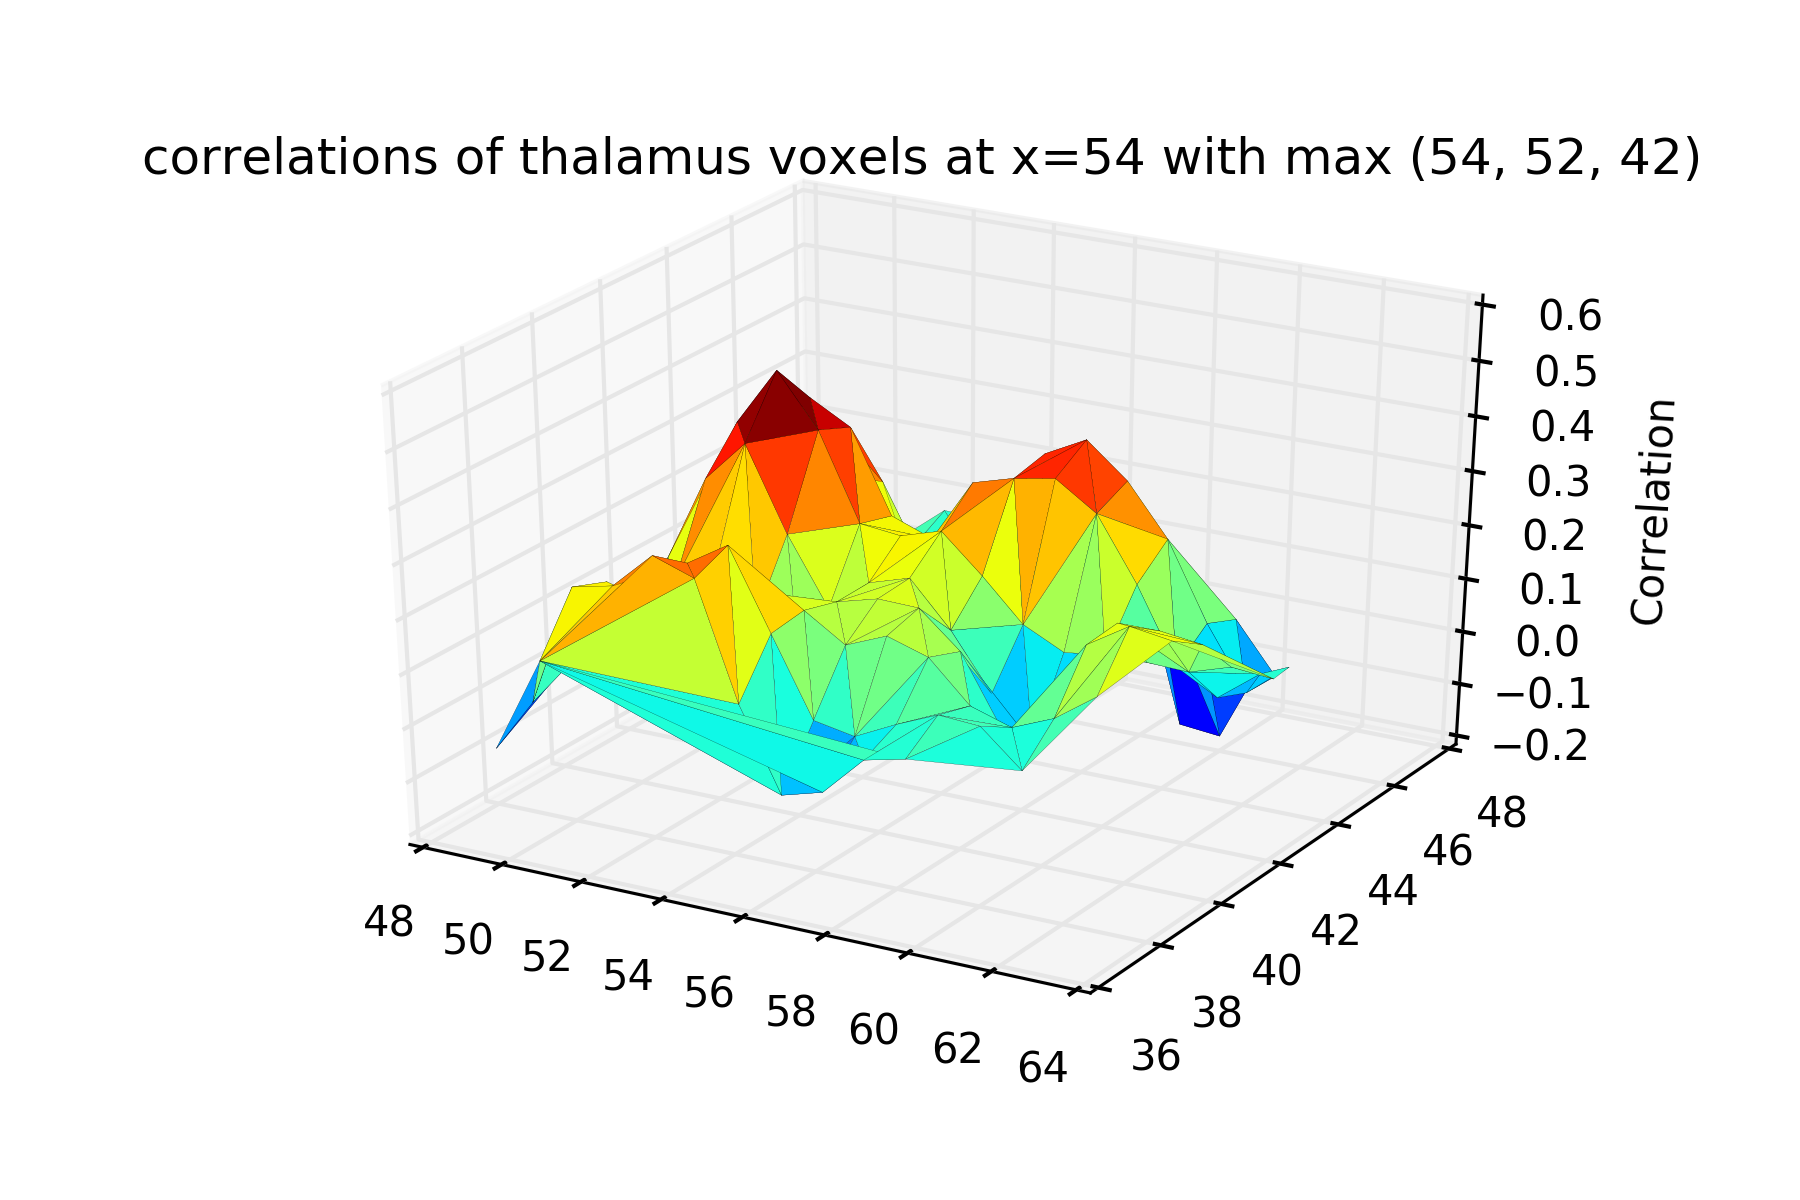 correlations of thalamus voxels at x=54 with max (54, 52, 42)
0.6
0.5
0.4
0.3
0.2
0.1
0.0
−0.1
−0.2
Correlation
48 50 52 54 56 58 60 62 64
36 38 40 42 44 46 48